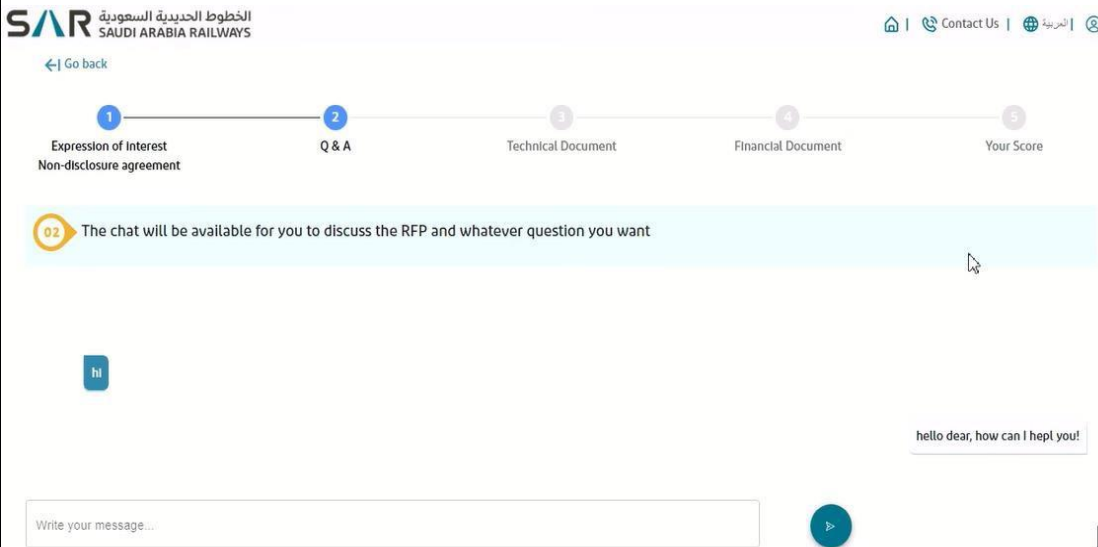 SAR
الخطوط الحديدية السعودية
SAUDI ARABIA RAILWAYS
| Contact Us | العربية |
Go back
1 2 3 4 5
Expression of Interest Q & A Technical Document Financial Document Your Score
Non-disclosure agreement
02 The chat will be available for you to discuss the RFP and whatever question you want
hi
hello dear, how can I hepl you!
Write your message...